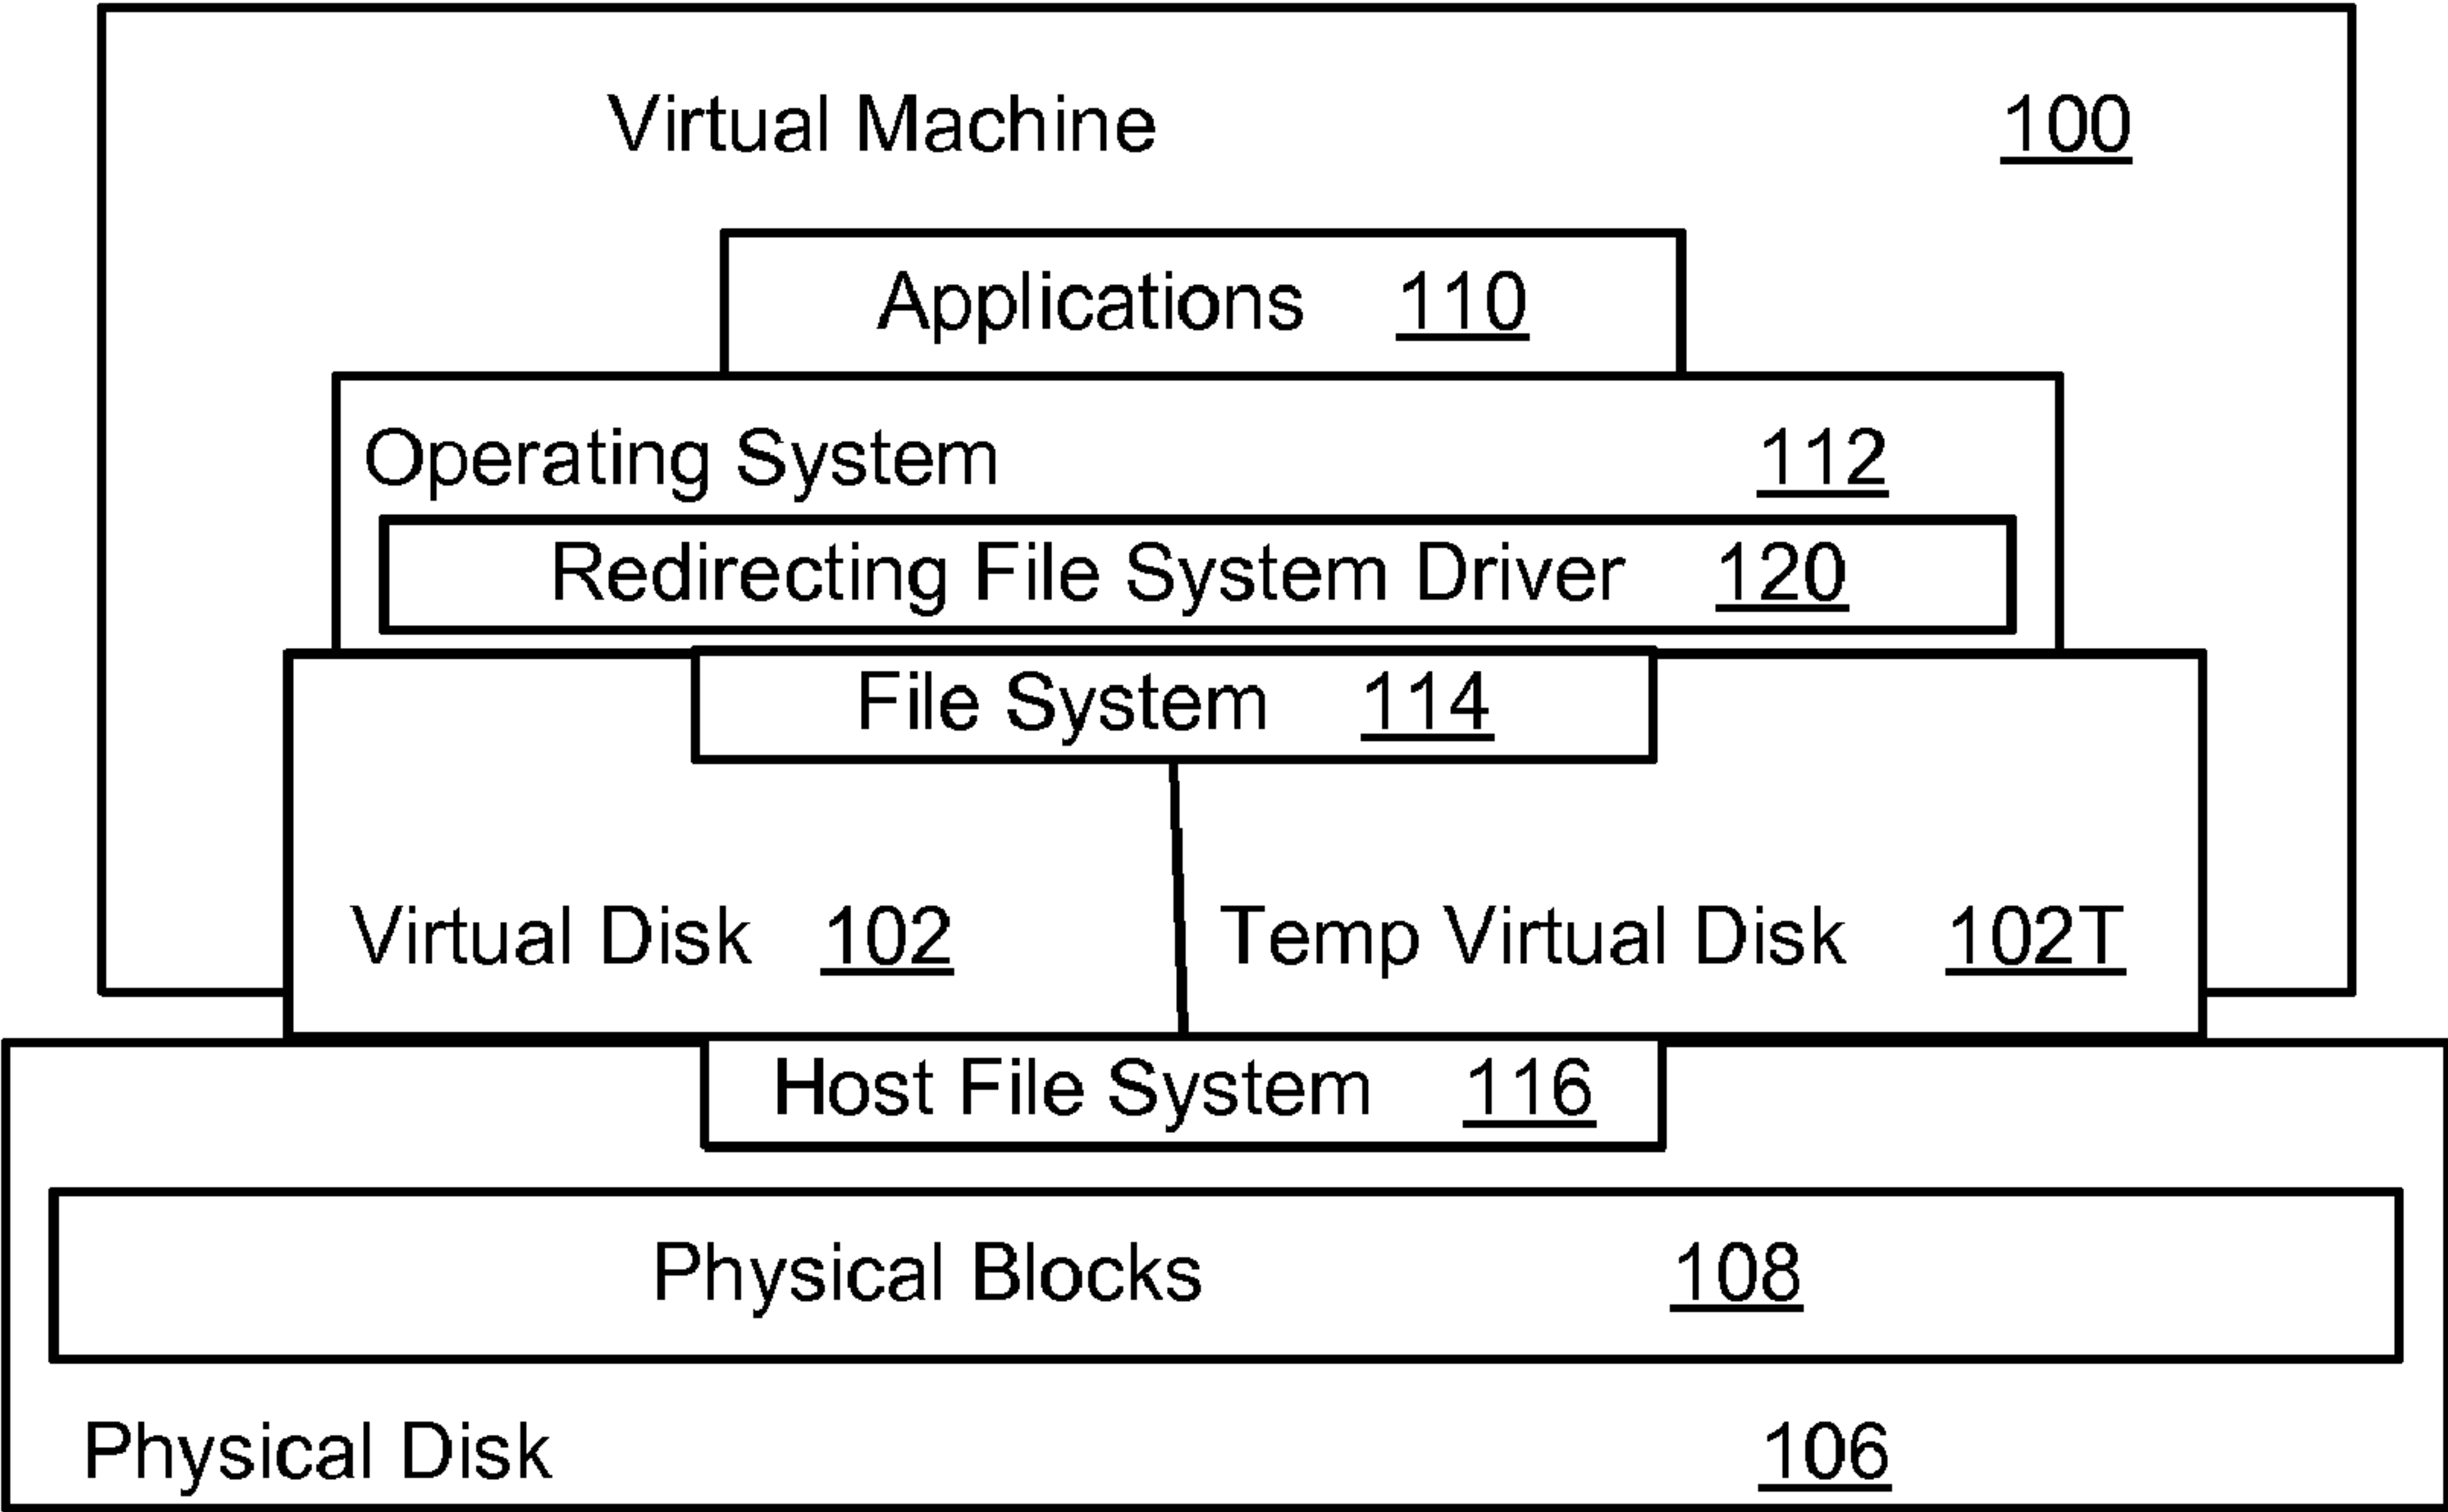 Virtual Machine 100
Applications 110
Operating System 112
Redirecting File System Driver 120
File System 114
Virtual Disk 102 Temp Virtual Disk 102T
Host File System 116
Physical Blocks 108
Physical Disk 106